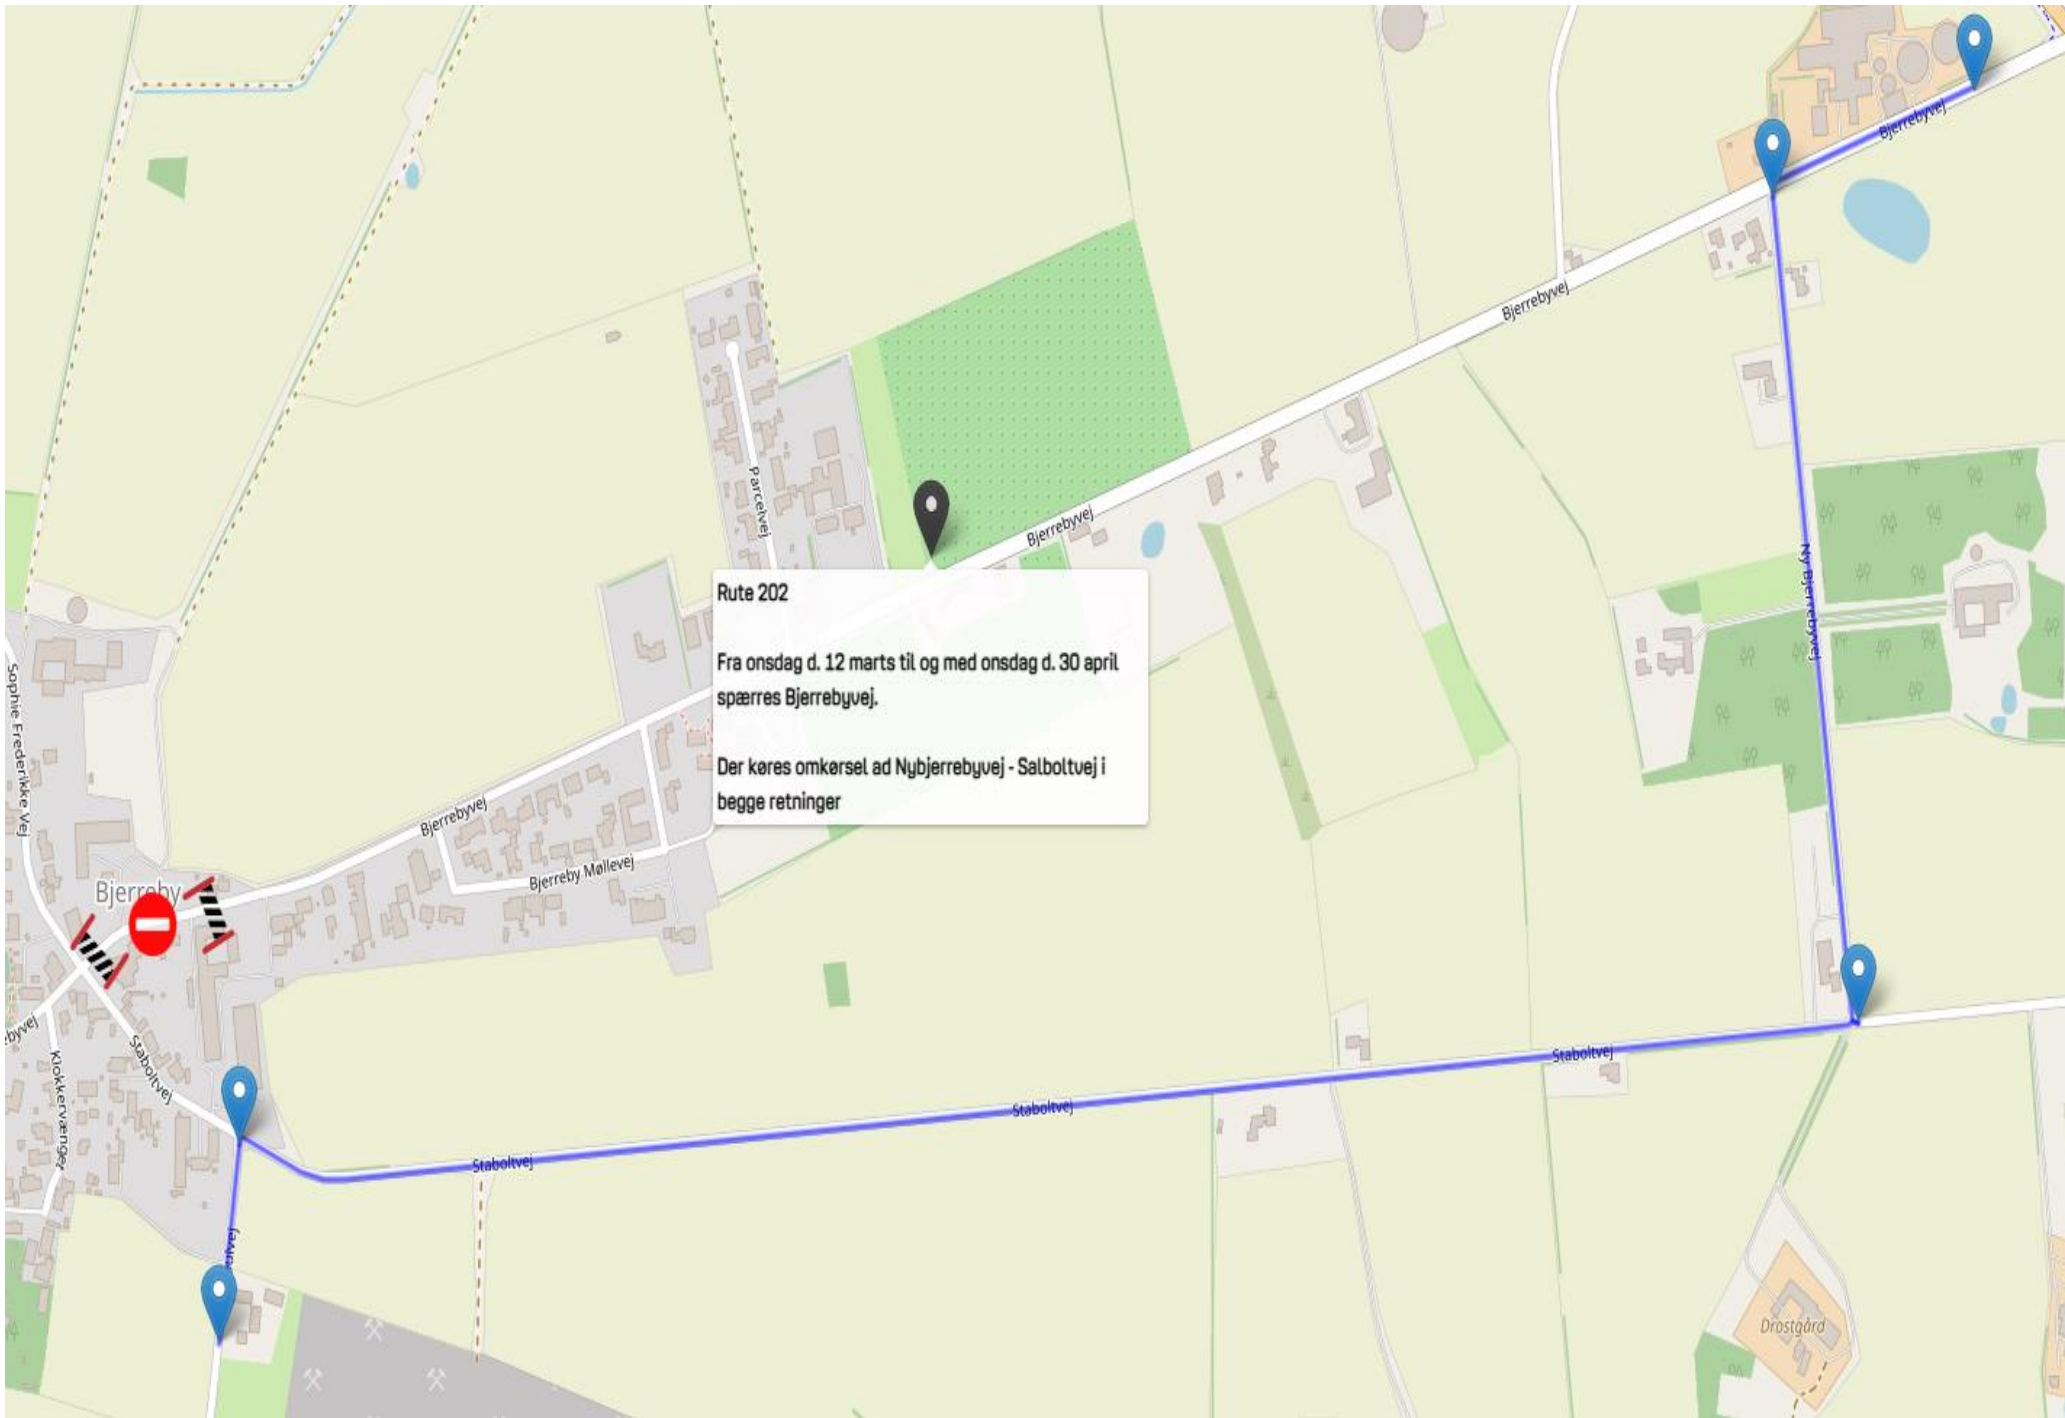 Bjerrebyvej
Bjerrebyvej
Parcelvej
Bjerrebyvej
Ny Bjerrebyvej
Rute 202
Fra onsdag d. 12 marts til og med onsdag d. 30 april
spærres Bjerrebyvej.
Der køres omkørsel ad Nybjerrebyvej - Salboltvej i
begge retninger
Sophie Frederikke Vej
Bjerrebyvej
Bjerreby Møllevej
Bjerreby
ebyvej
Klokkervænget
Staboltvej
Staboltvej
Staboltvej
Staboltvej
Drostgård